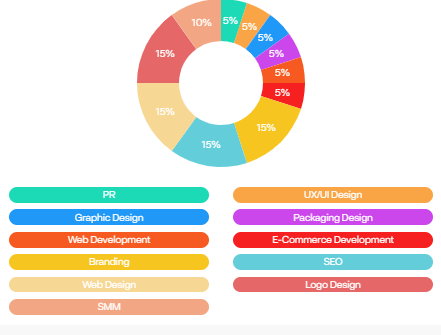 10%
5%
5%
5%
5%
5%
5%
15%
15%
15%
15%
PR
UX/UI Design
Graphic Design
Packaging Design
Web Development
E-Commerce Development
Branding
SEO
Web Design
Logo Design
SMM